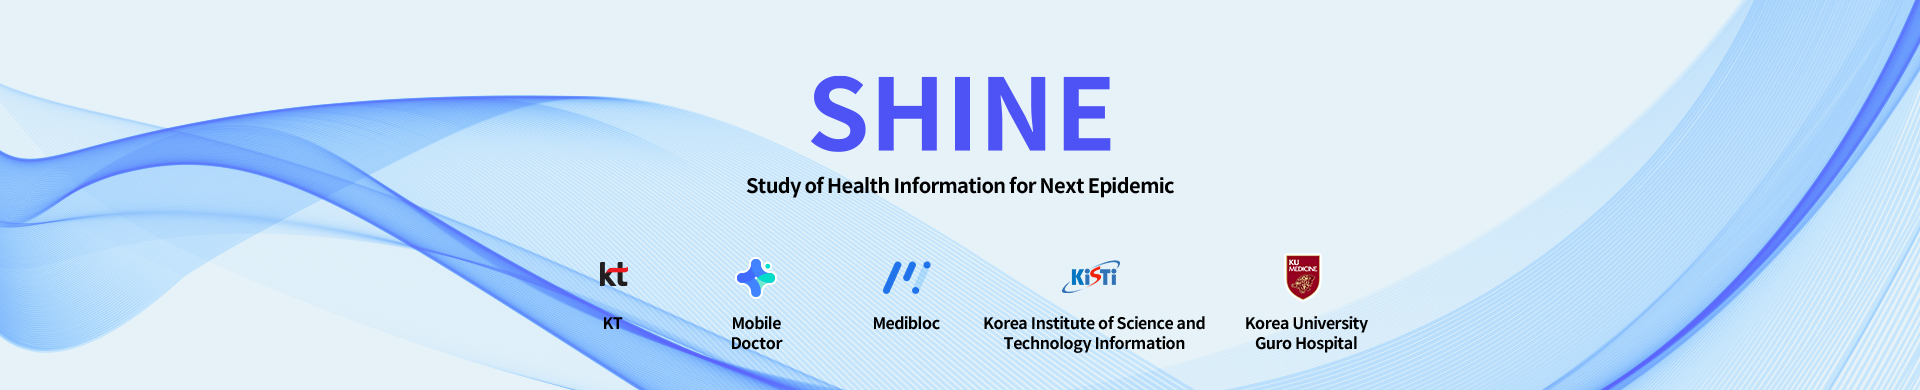 SHINE
Study of Health Information for Next Epidemic
kt
KiSTi
KU
MEDICINE
KT
Mobile
Doctor
Medibloc
Korea Institute of Science and
Technology Information
Korea University
Guro Hospital